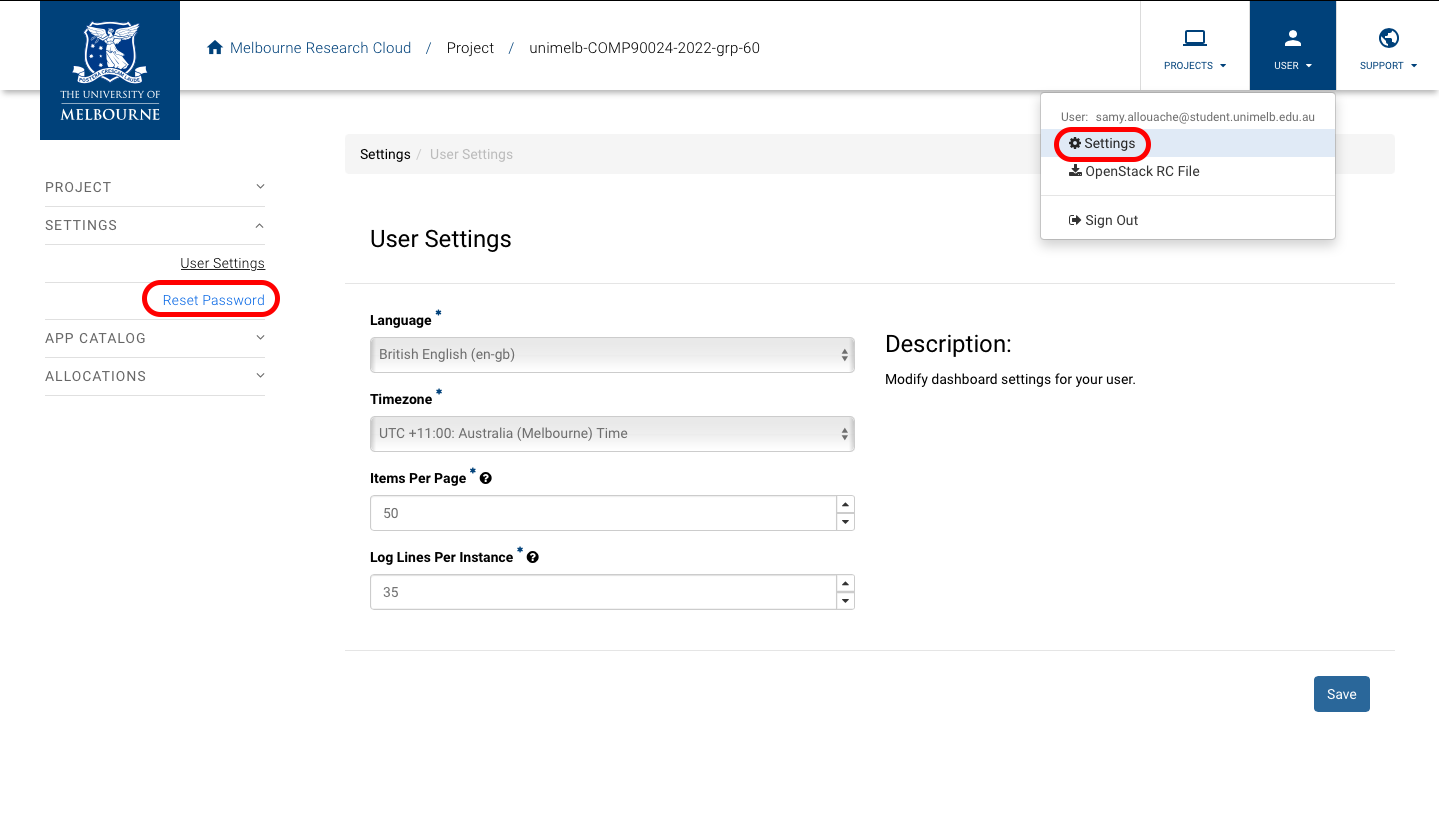 Melbourne Research Cloud / Project / unimelb-COMP90024-2022-grp-60
PROJECTS
USER
SUPPORT
POSTERA CRESCAM LAUDE
THE UNIVERSITY OF
MELBOURNE
User: samy.allouache@student.unimelb.edu.au
Settings
OpenStack RC File
Sign Out
Settings / User Settings
PROJECT
SETTINGS
User Settings
Reset Password
APP CATALOG
ALLOCATIONS
User Settings
Language *
British English (en-gb)
Timezone *
UTC +11:00: Australia (Melbourne) Time
Items Per Page *
50
Log Lines Per Instance *
35
Description:
Modify dashboard settings for your user.
Save